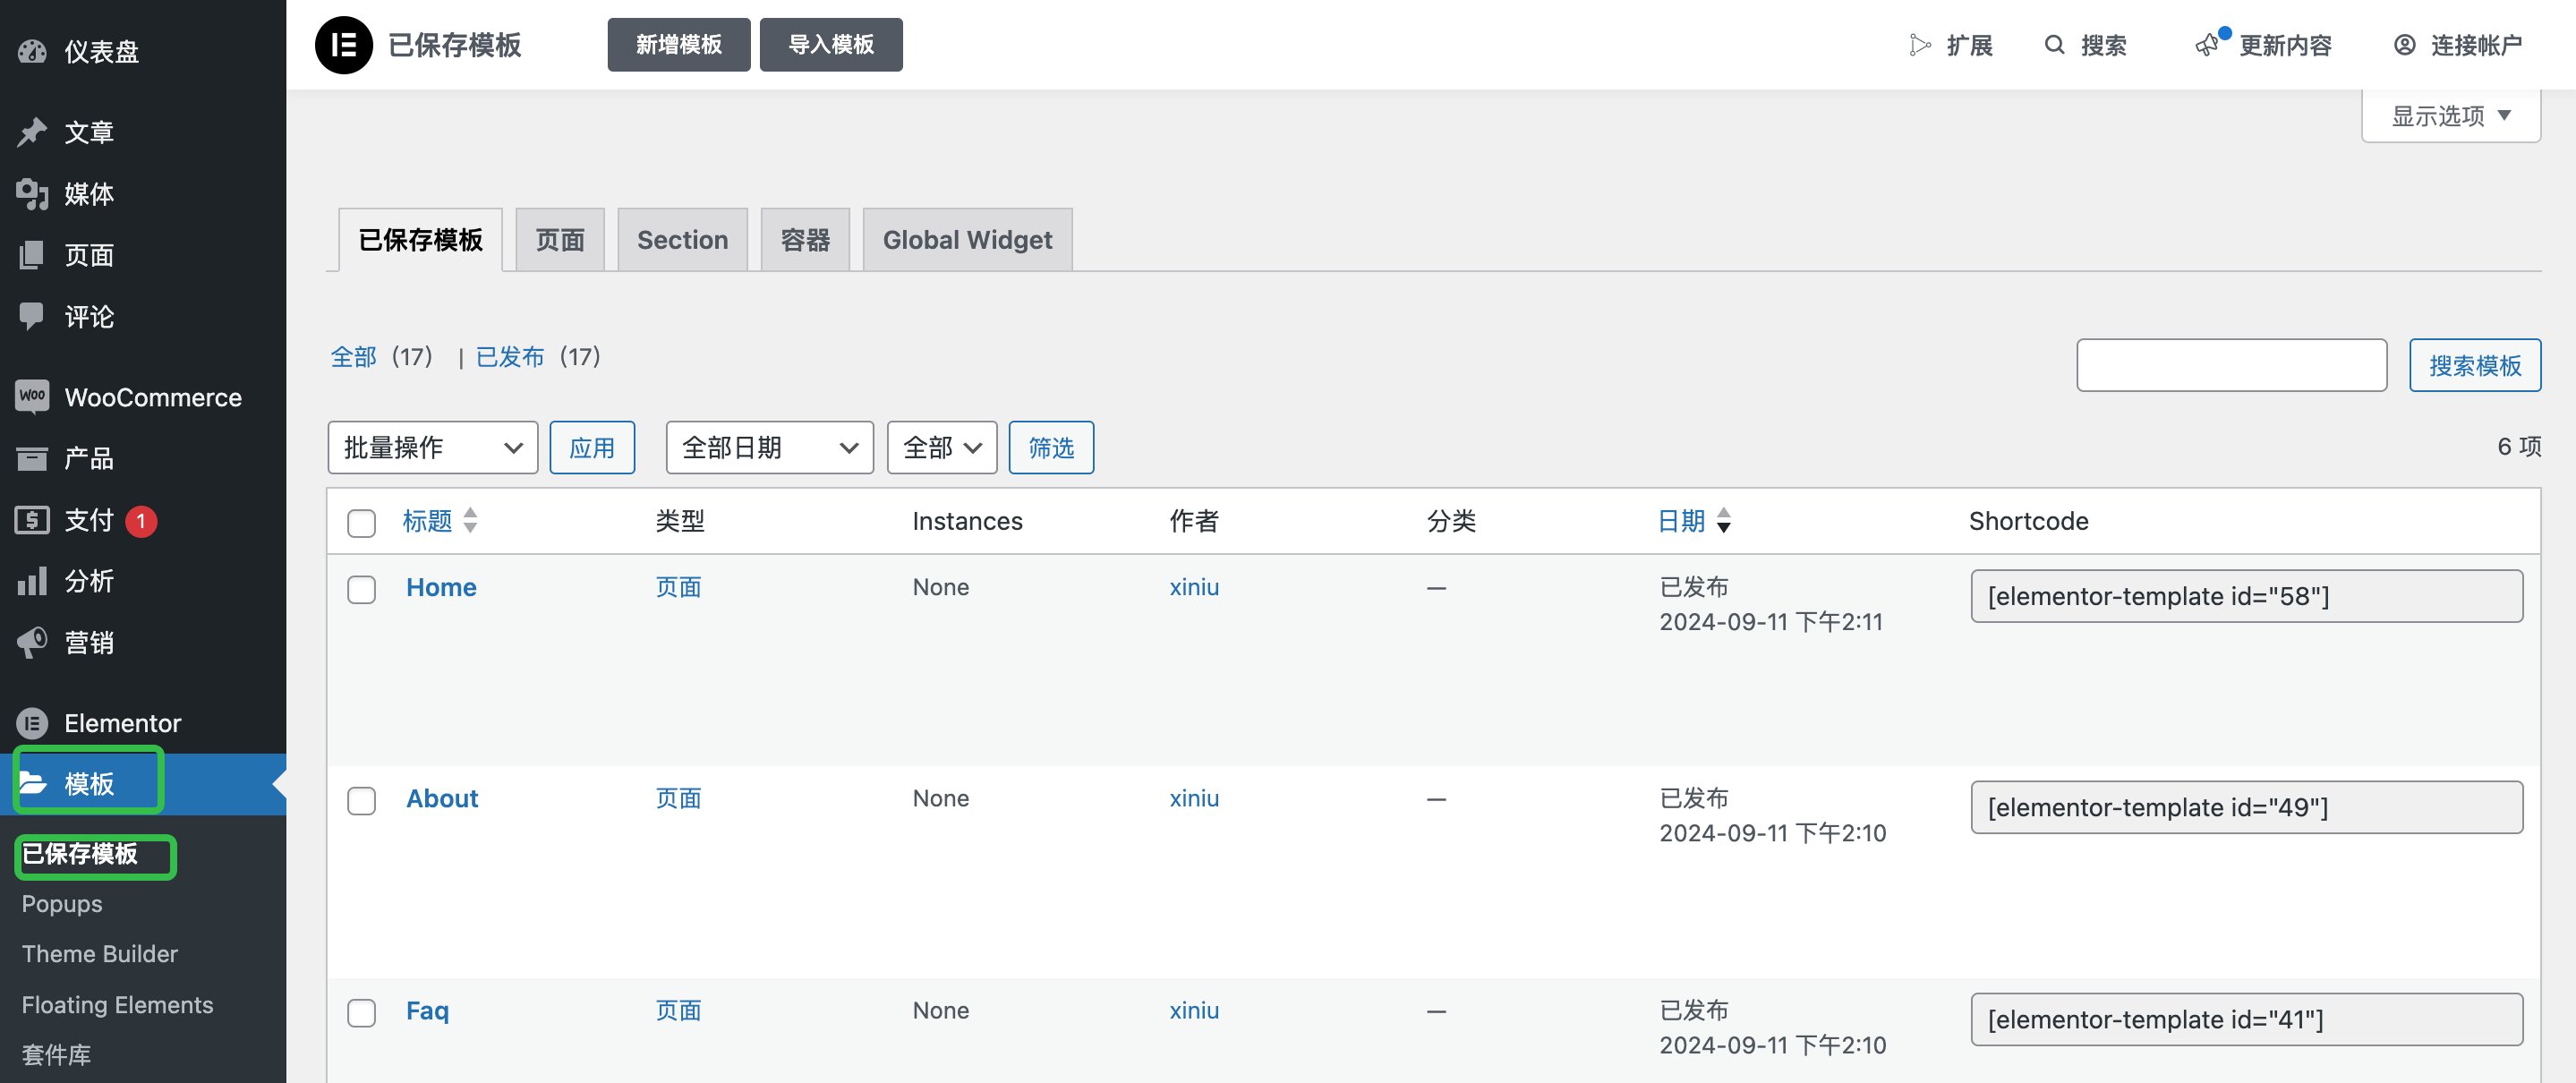 仪表盘
文章
媒体
页面
评论
WooCommerce
产品
支付 1
分析
营销
Elementor
模板
已保存模板
Popups
Theme Builder
Floating Elements
套件库
已保存模板 新增模板 导入模板 扩展 搜索 更新内容 连接帐户
显示选项 ▼
已保存模板 页面 Section 容器 Global Widget
全部 (17) | 已发布 (17)
搜索模板
批量操作 应用 全部日期 全部 筛选 6 项
标题 类型 Instances 作者 分类 日期 Shortcode
Home 页面 None xiniu — 已发布 [elementor-template id="58"]
2024-09-11 下午2:11
About 页面 None xiniu — 已发布 [elementor-template id="49"]
2024-09-11 下午2:10
Faq 页面 None xiniu — 已发布 [elementor-template id="41"]
2024-09-11 下午2:10